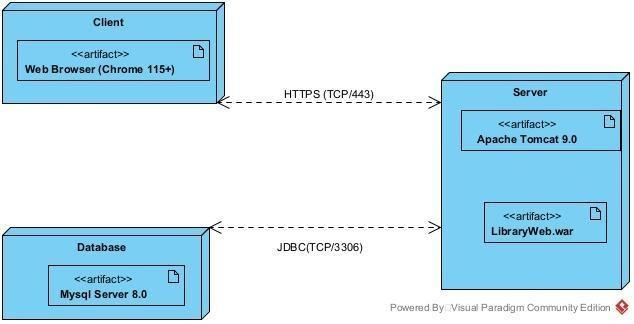 Client
<<artifact>>
Web Browser (Chrome 115+)
HTTPS (TCP/443)
Server
<<artifact>>
Apache Tomcat 9.0
<<artifact>>
LibraryWeb.war
JDBC(TCP/3306)
Database
<<artifact>>
Mysql Server 8.0
Powered By Visual Paradigm Community Edition